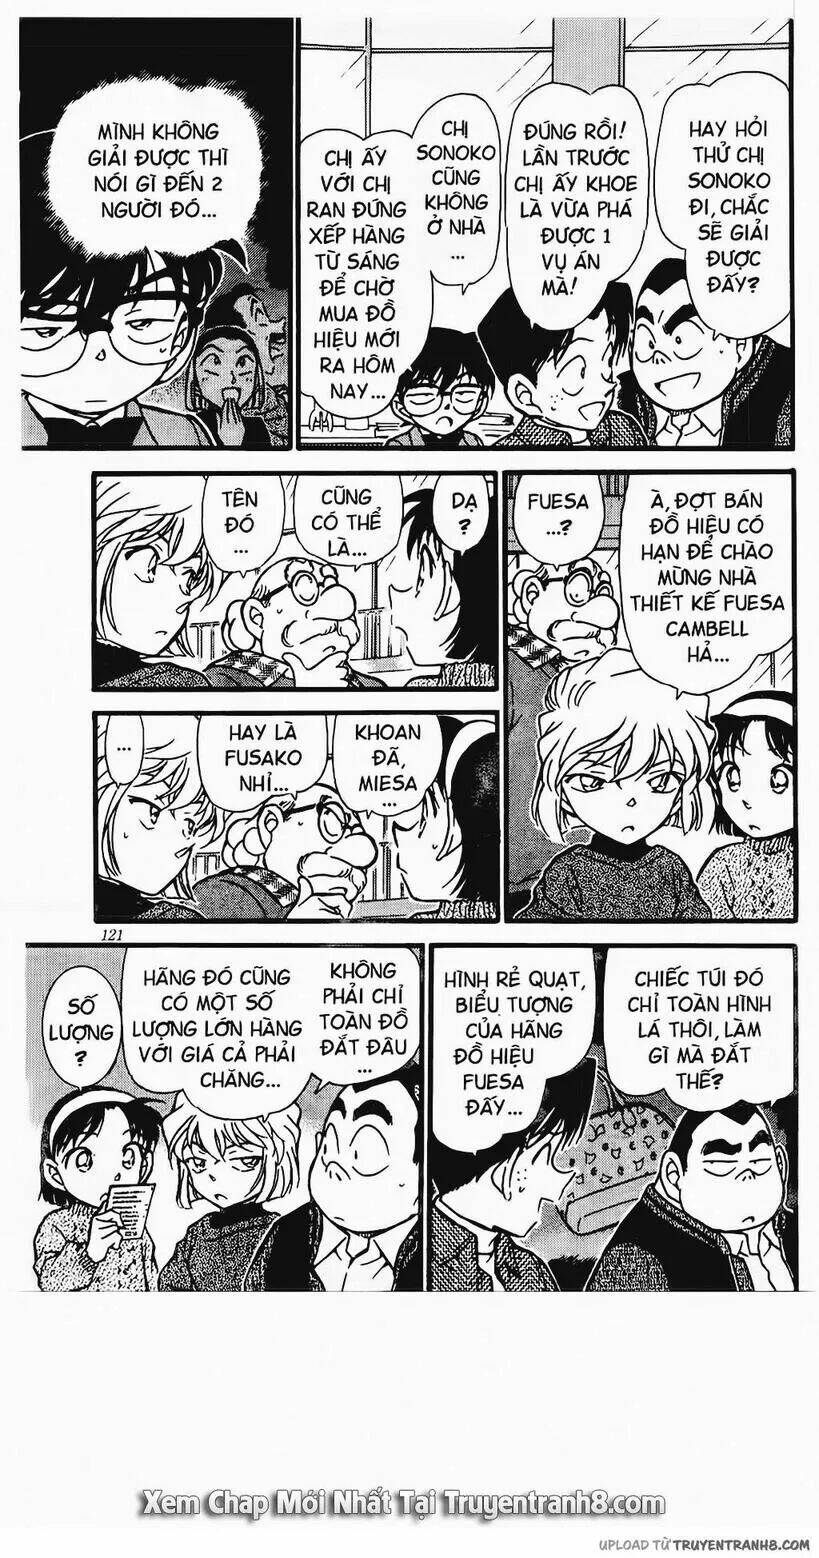 HAY HỎI
THỬ CHỊ
SONOKO
ĐI, CHẮC
SẼ GIẢI
ĐƯỢC
ĐẤY?
ĐÚNG RỒI!
LẦN TRƯỚC
CHỊ ẤY KHOE
LÀ VỪA PHÁ
ĐƯỢC 1
VỤ ÁN
MÀ!
CHỊ
SONOKO
CŨNG
KHÔNG
Ở NHÀ
...
CHỊ ẤY
VỚI CHỊ
RAN ĐỨNG
XẾP HÀNG
TỪ SÁNG
ĐỂ CHỜ
MUA ĐỒ
HIỆU MỚI
RA HÔM
NAY...
MÌNH KHÔNG
GIẢI ĐƯỢC THÌ
NÓI GÌ ĐẾN 2
NGƯỜI ĐÓ...
À, ĐỢT BÁN
ĐỒ HIỆU CÓ
HẠN ĐỂ CHÀO
MỪNG NHÀ
THIẾT KẾ FUESA
CAMBELL
HẢ...
FUESA
...?
DẠ
?
CŨNG
CÓ THỂ
LÀ...
TÊN
ĐÓ
...
KHOAN
ĐÃ,
MIESA
...
HAY LÀ
FUSAKO
NHỈ...
...
121
CHIẾC TÚI ĐÓ
CHỈ TOÀN HÌNH
LÁ THÔI, LÀM
GÌ MÀ ĐẮT
THẾ?
HÌNH RẺ QUẠT,
BIỂU TƯỢNG
CỦA HÃNG
ĐỒ HIỆU
FUESA
ĐẤY...
KHÔNG
PHẢI CHỈ
TOÀN ĐỒ
ĐẮT ĐÂU
...
HÃNG ĐÓ CŨNG
CÓ MỘT SỐ
LƯỢNG LỚN HÀNG
VỚI GIÁ CẢ PHẢI
CHĂNG...
SỐ
LƯỢNG
?
Xem Chap Mới Nhất Tại Truyentranh8.com
UPLOAD TỪ TRUYENTRANH8.COM